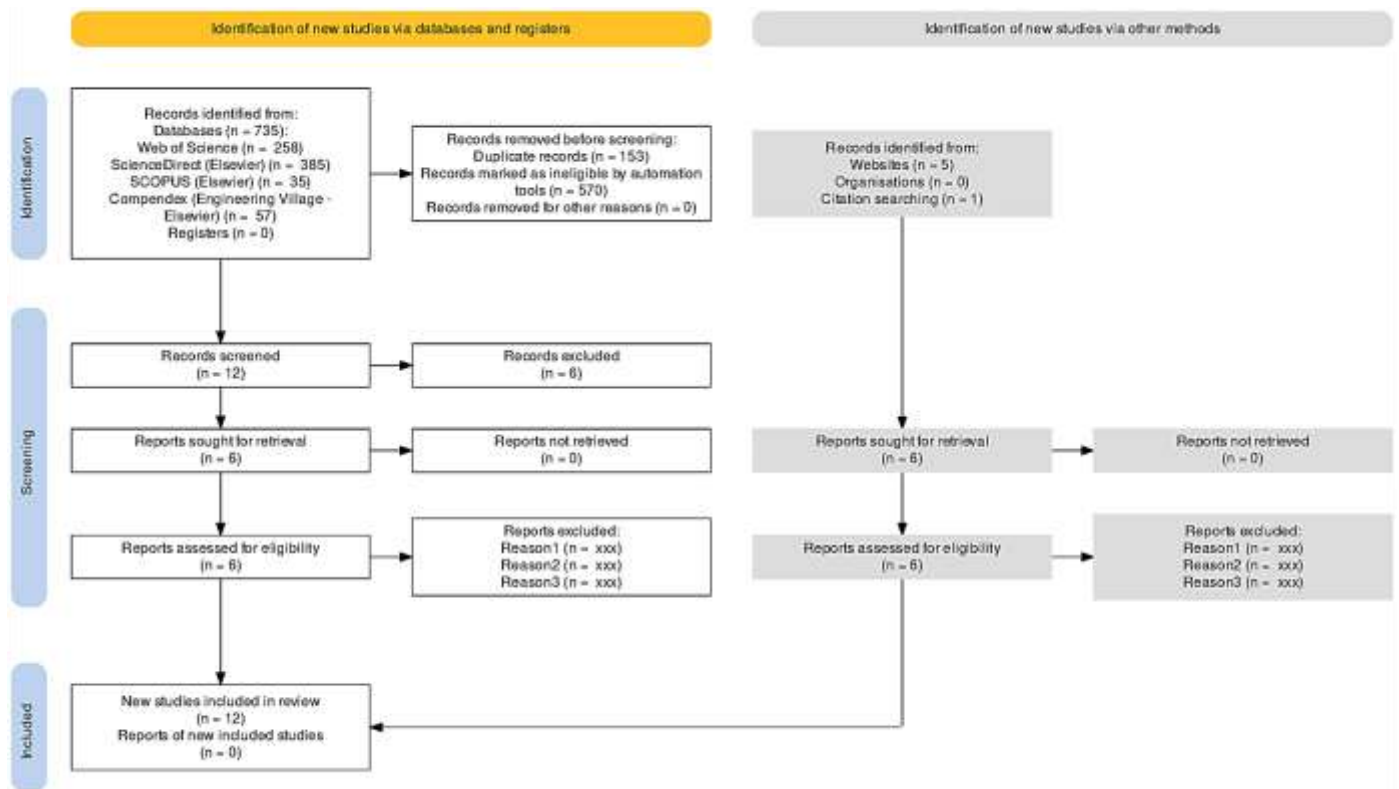 Identification of new studies via databases and registers
Identification of new studies via other methods
Identification
Records identified from:
Databases (n = 735):
Web of Science (n = 258)
ScienceDirect (Elsevier) (n = 385)
SCOPUS (Elsevier) (n = 35)
Campendex (Engineering Village -
Elsevier) (n = 57)
Registers (n = 0)
Records removed before screening:
Duplicate records (n = 153)
Records marked as ineligible by automation
tools (n = 570)
Records removed for other reasons (n = 0)
Records identified from:
Websites (n = 5)
Organisations (n = 0)
Citation searching (n = 1)
Screening
Records screened
(n = 12)
Records excluded
(n = 6)
Reports sought for retrieval
(n = 6)
Reports not retrieved
(n = 0)
Reports sought for retrieval
(n = 6)
Reports not retrieved
(n = 0)
Reports assessed for eligibility
(n = 6)
Reports excluded:
Reason1 (n = xxx)
Reason2 (n = xxx)
Reason3 (n = xxx)
Reports assessed for eligibility
(n = 6)
Reports excluded:
Reason1 (n = xxx)
Reason2 (n = xxx)
Reason3 (n = xxx)
Included
New studies included in review
(n = 12)
Reports of new included studies
(n = 0)